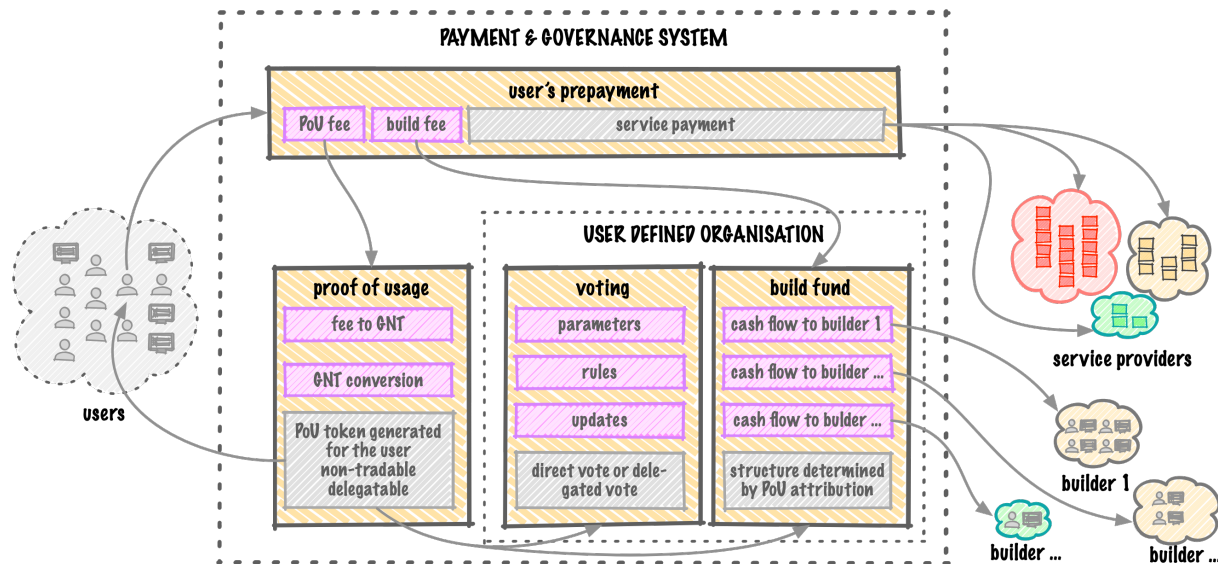 PAYMENT & GOVERNANCE SYSTEM
user's prepayment
PoU fee
build fee
service payment
USER DEFINED ORGANISATION
proof of usage
fee to GNT
GNT conversion
PoU token generated
for the user
non-tradable
delegatable
voting
parameters
rules
updates
direct vote or dele-
gated vote
build fund
cash flow to builder 1
cash flow to builder ...
cash flow to bulder ...
structure determined
by PoU attribution
users
service providers
builder 1
builder ...
builder ...